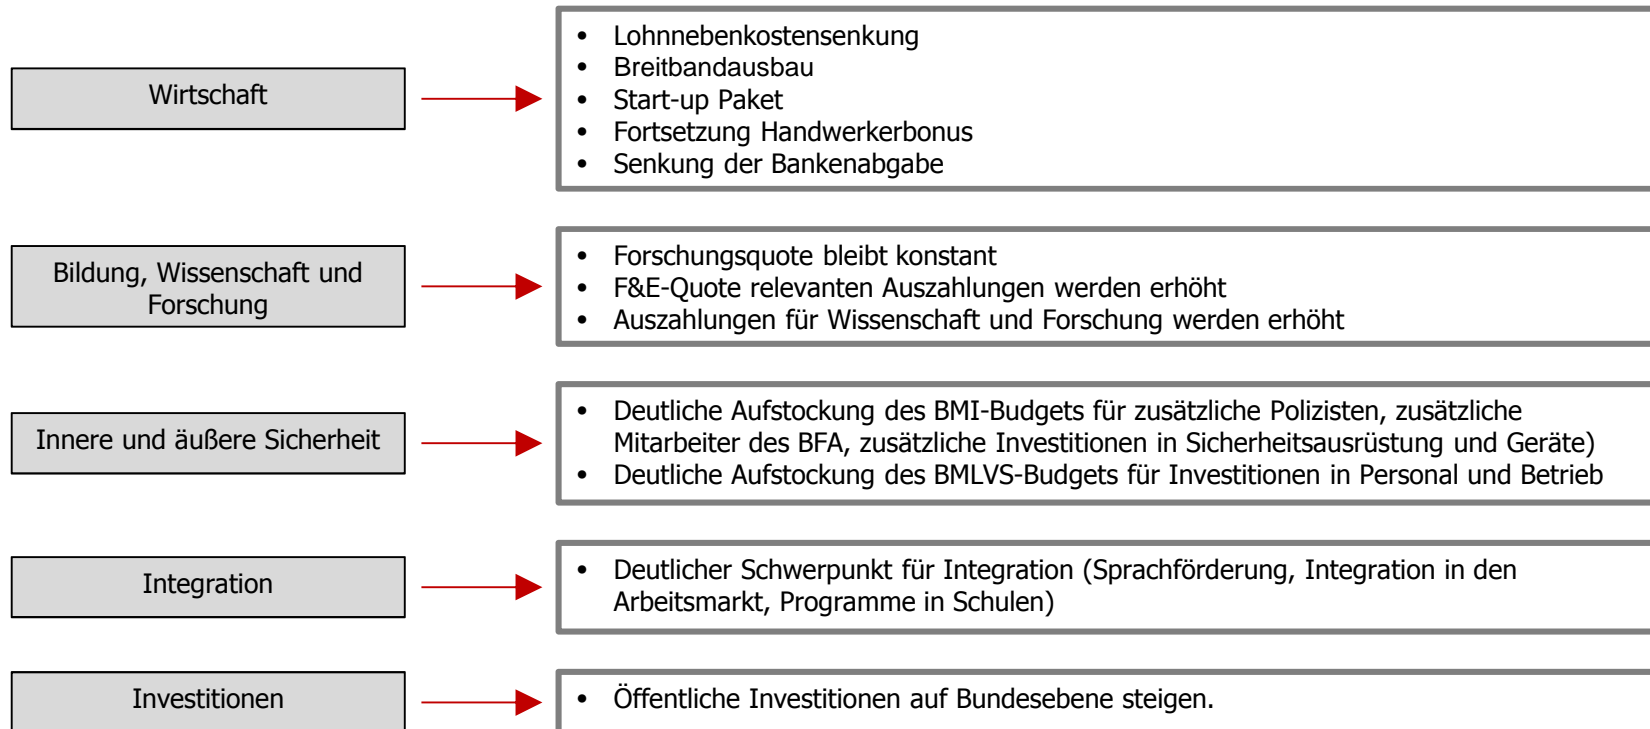 Wirtschaft
• Lohnnebenkostensenkung
• Breitbandausbau
• Start-up Paket
• Fortsetzung Handwerkerbonus
• Senkung der Bankenabgabe
Bildung, Wissenschaft und
Forschung
• Forschungsquote bleibt konstant
• F&E-Quote relevanten Auszahlungen werden erhöht
• Auszahlungen für Wissenschaft und Forschung werden erhöht
Innere und äußere Sicherheit
• Deutliche Aufstockung des BMI-Budgets für zusätzliche Polizisten, zusätzliche
Mitarbeiter des BFA, zusätzliche Investitionen in Sicherheitsausrüstung und Geräte)
• Deutliche Aufstockung des BMLVS-Budgets für Investitionen in Personal und Betrieb
Integration
• Deutlicher Schwerpunkt für Integration (Sprachförderung, Integration in den
Arbeitsmarkt, Programme in Schulen)
Investitionen
• Öffentliche Investitionen auf Bundesebene steigen.